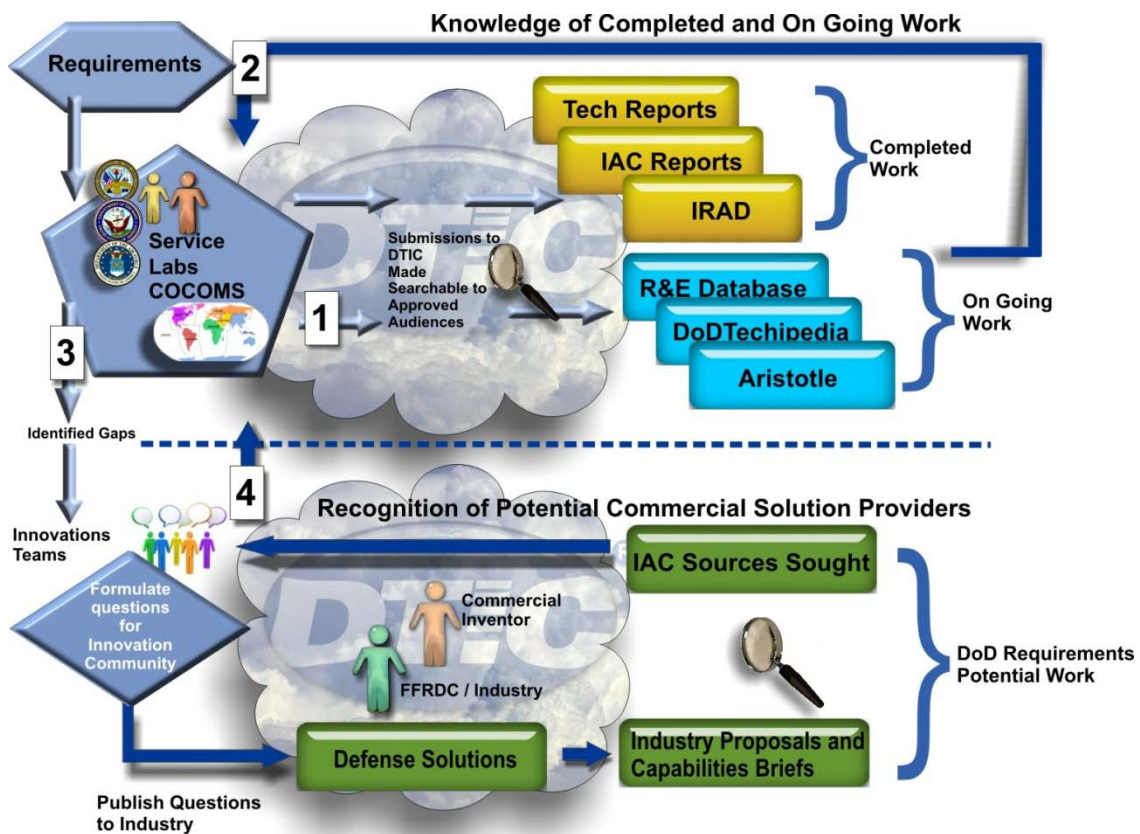 Knowledge of Completed and On Going Work
Requirements
2
Tech Reports
IAC Reports
IRAD
Completed
Work
Service
Labs
COCOMS
DTIC
Submissions to
DTIC
Made
Searchable to
Approved
Audiences
1
R&E Database
DoDTechipedia
Aristotle
On Going
Work
3
Identified Gaps
4
Recognition of Potential Commercial Solution Providers
Innovations
Teams
IAC Sources Sought
Formulate
questions
for
Innovation
Community
DTIC
Commercial
Inventor
FFRDC / Industry
DoD Requirements
Potential Work
Defense Solutions
Industry Proposals and
Capabilities Briefs
Publish Questions
to Industry